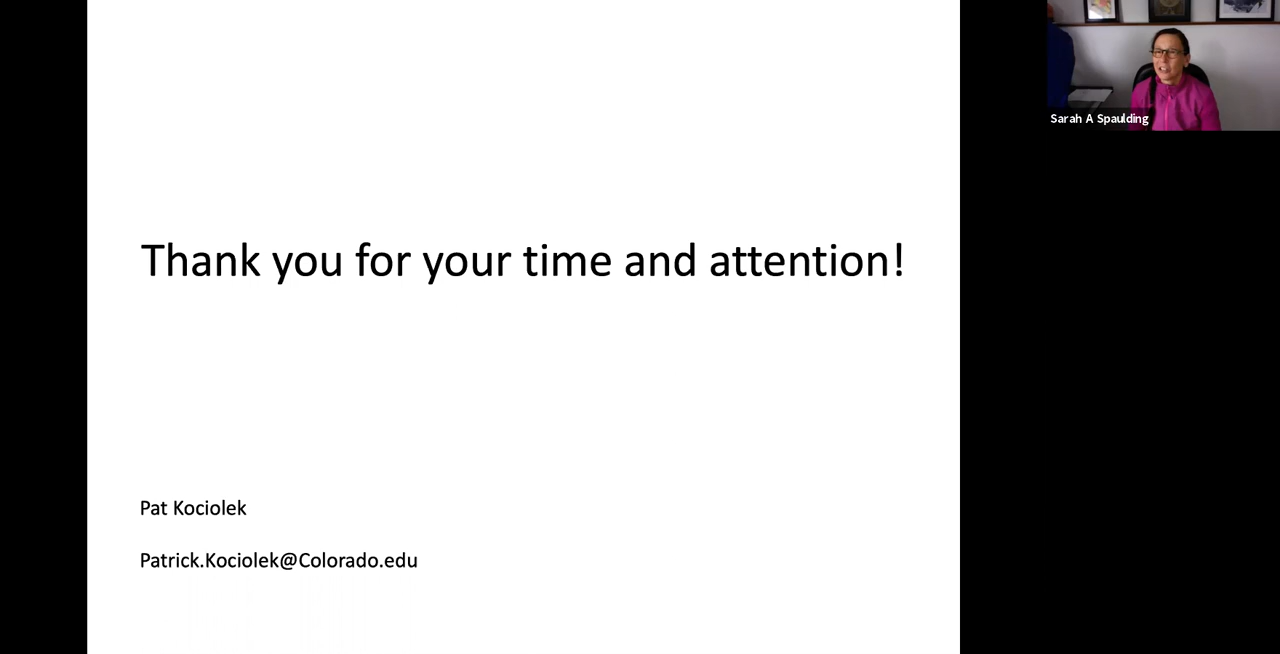 Thank you for your time and attention!
Pat Kociolek
Patrick.Kociolek@Colorado.edu
Sarah A Spaulding